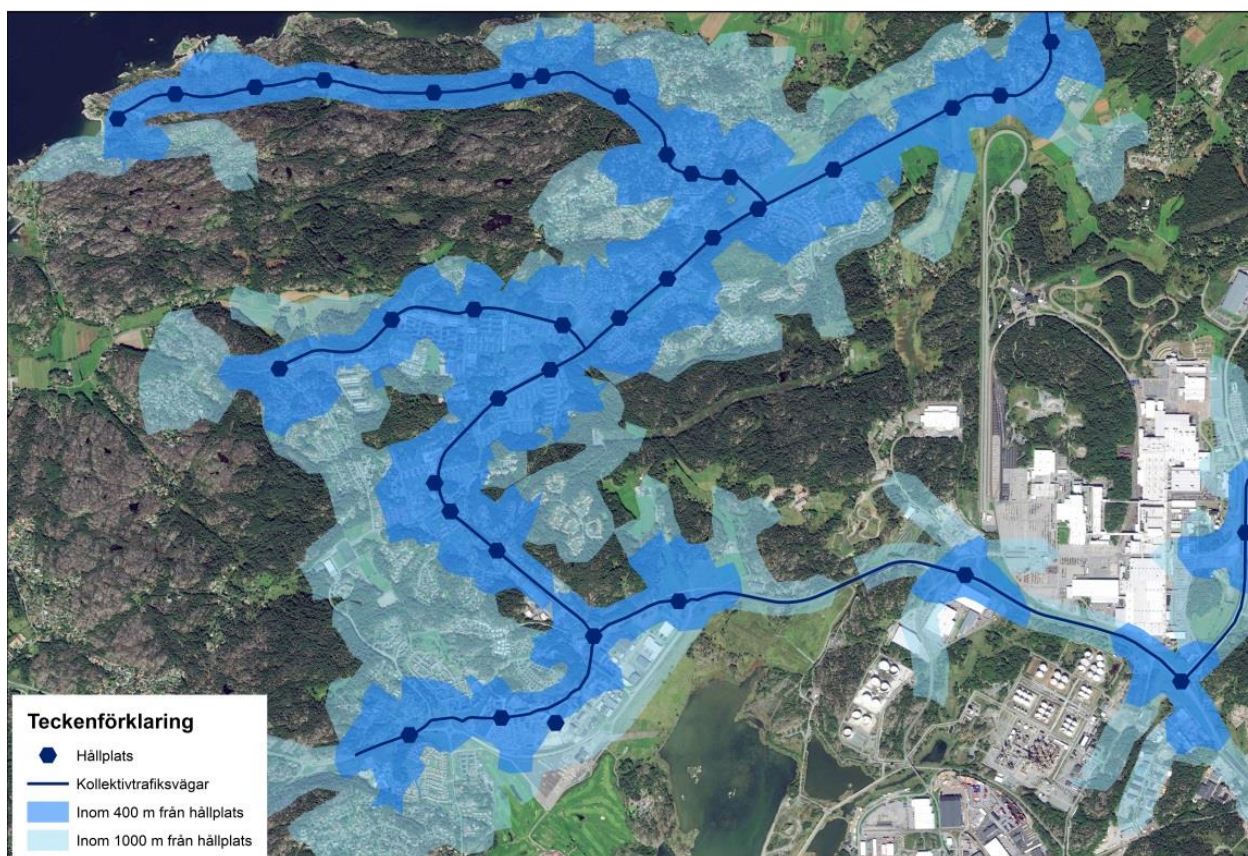 Teckenförklaring
Hållplats
Kollektivtrafiksvägar
Inom 400 m från hållplats
Inom 1000 m från hållplats